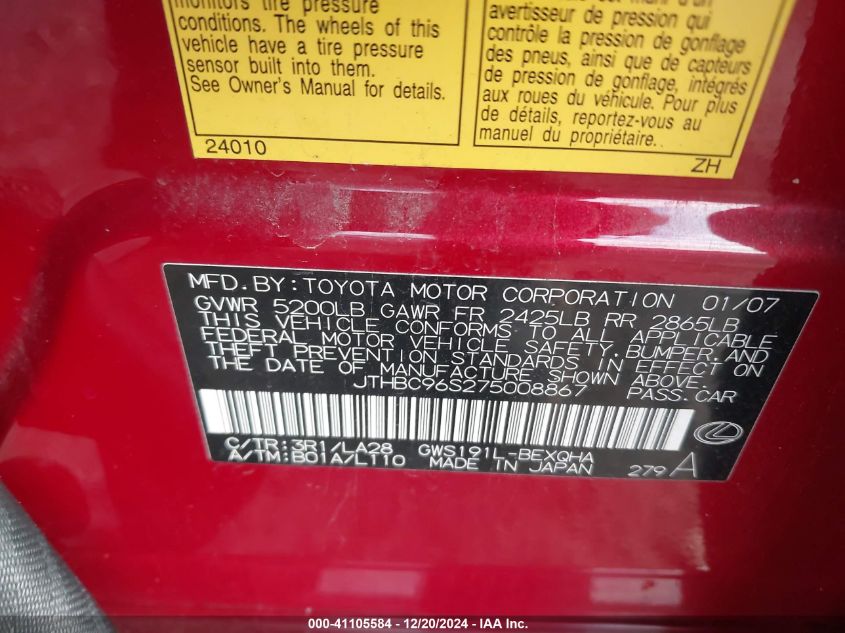 monitors tire pressure
conditions. The wheels of this
vehicle have a tire pressure
sensor built into them.
See Owner's Manual for details.
24010
avertisseur de pression qui
contrôle la pression de gonflage
des pneus, ainsi que de capteurs
de pression de gonflage, intégrés
aux roues du véhicule. Pour plus
de détails, reportez-vous au
manuel du propriétaire.
ZH
MFD. BY: TOYOTA MOTOR CORPORATION 01/07
GVWR 5200LB GAWR FR 2425LB RR 2865LB
THIS VEHICLE CONFORMS TO ALL APPLICABLE
FEDERAL MOTOR VEHICLE SAFETY, BUMPER, AND
THEFT PREVENTION STANDARDS IN EFFECT ON
THE DATE OF MANUFACTURE SHOWN ABOVE.
JTHBC96S275008867 PASS. CAR
C/TR: 3R1/LA28 GWS191L-BEXQHA
A/TM: B01A/L110 MADE IN JAPAN 279A
000-41105584 - 12/20/2024 - IAA Inc.